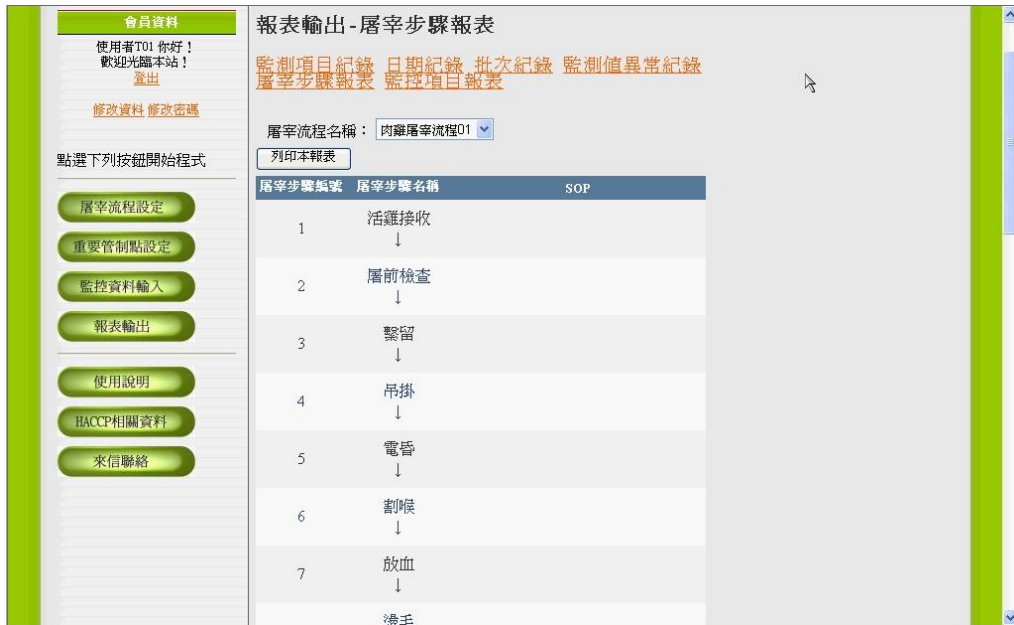 會員資料
使用者T01 你好！
歡迎光臨本站！
登出
修改資料 修改密碼
點選下列按鈕開始程式
屠宰流程設定
重要管制點設定
監控資料輸入
報表輸出
使用說明
HACCP相關資料
來信聯絡
報表輸出-屠宰步驟報表
監測項目紀錄 日期紀錄 批次紀錄 監測值異常紀錄
屠宰步驟報表 監控項目報表
屠宰流程名稱： 肉雞屠宰流程01
列印本報表
屠宰步驟編號 屠宰步驟名稱 SOP
1 活雞接收
↓
2 屠前檢查
↓
3 繫留
↓
4 吊掛
↓
5 電昏
↓
6 割喉
↓
7 放血
↓
燙毛